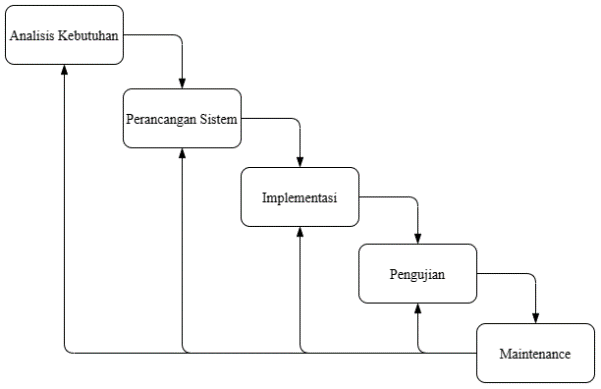 Analisis Kebutuhan
Perancangan Sistem
Implementasi
Pengujian
Maintenance